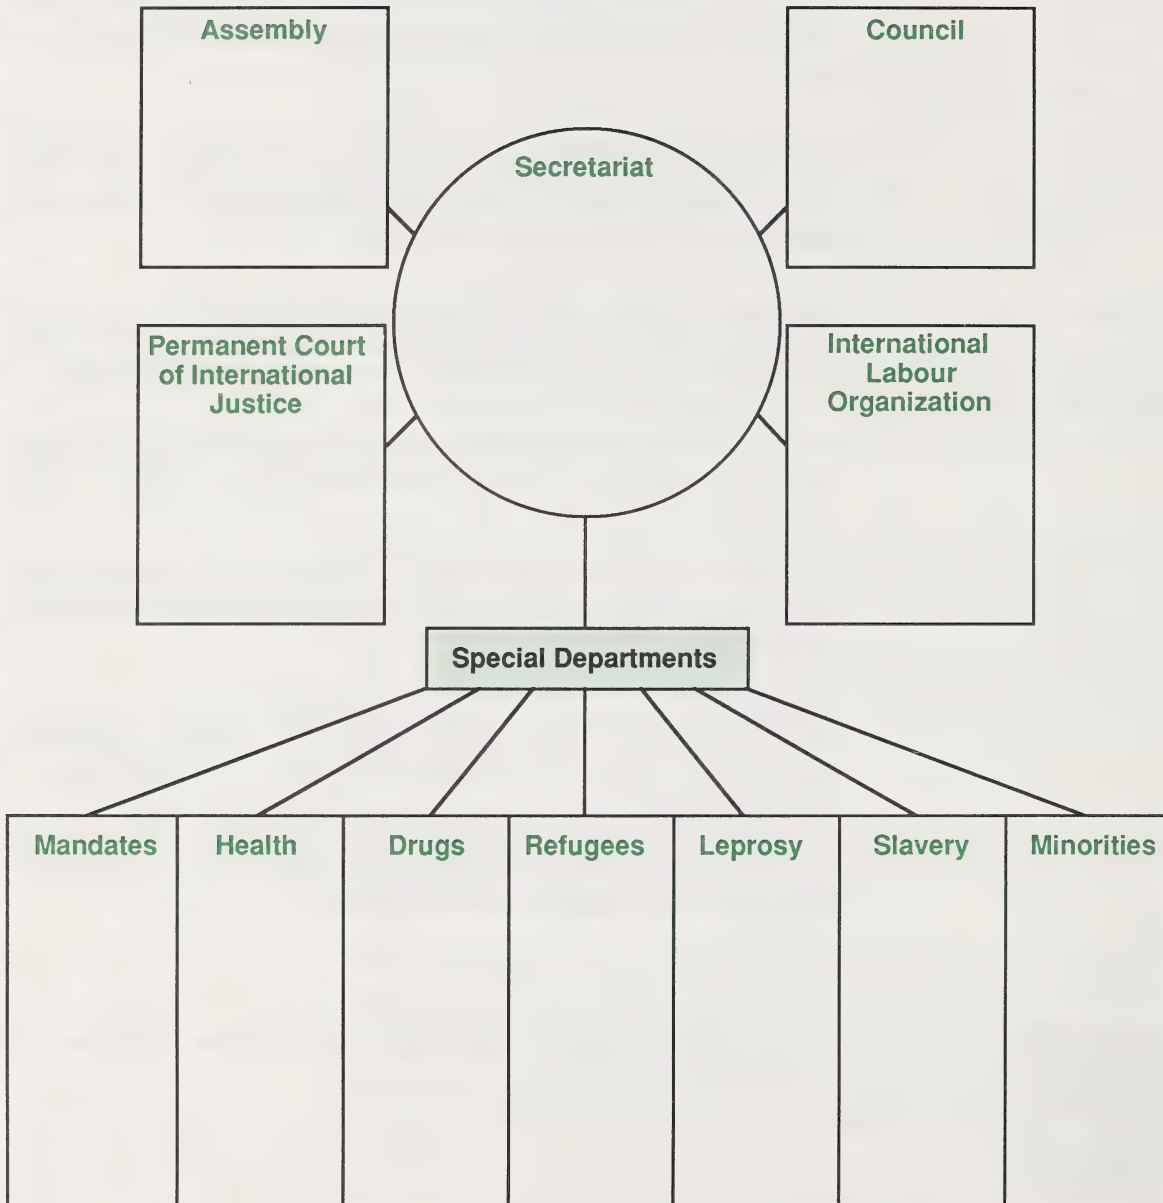 Assembly
Council
Secretariat
Permanent Court
of International
Justice
International
Labour
Organization
Special Departments
Mandates
Health
Drugs
Refugees
Leprosy
Slavery
Minorities